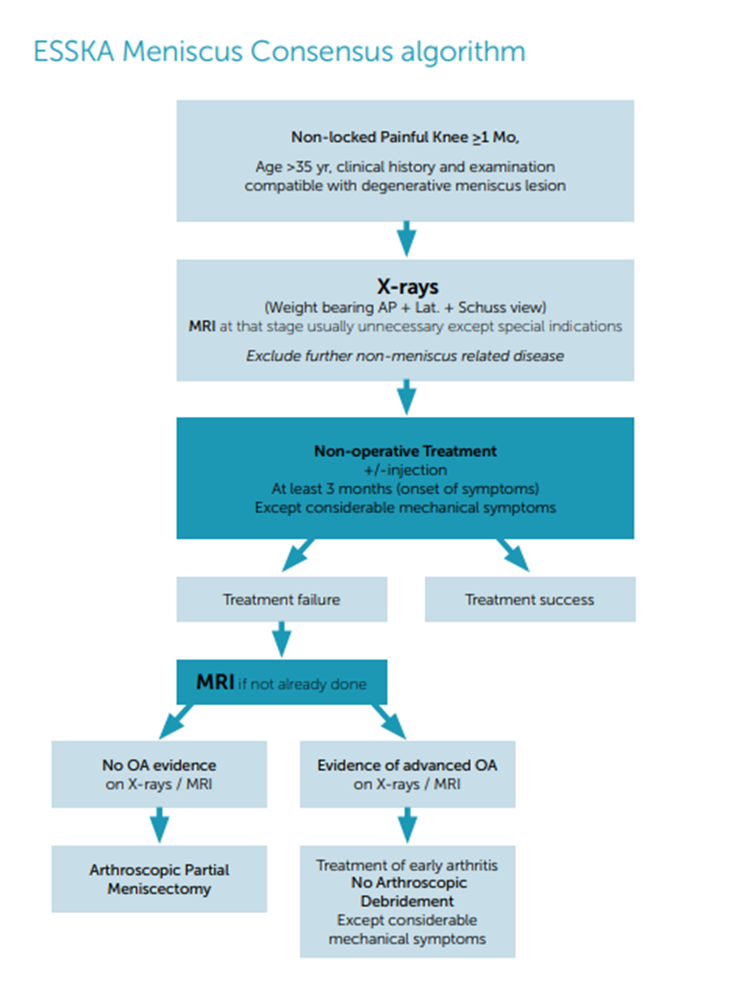 ESSKA Meniscus Consensus algorithm
Non-locked Painful Knee ≥1 Mo,
Age >35 yr, clinical history and examination
compatible with degenerative meniscus lesion
X-rays
(Weight bearing AP + Lat. + Schuss view)
MRI at that stage usually unnecessary except special indications
Exclude further non-meniscus related disease
Non-operative Treatment
+/-injection
At least 3 months (onset of symptoms)
Except considerable mechanical symptoms
Treatment failure
Treatment success
MRI if not already done
No OA evidence
on X-rays / MRI
Evidence of advanced OA
on X-rays / MRI
Arthroscopic Partial
Meniscectomy
Treatment of early arthritis
No Arthroscopic
Debridement
Except considerable
mechanical symptoms